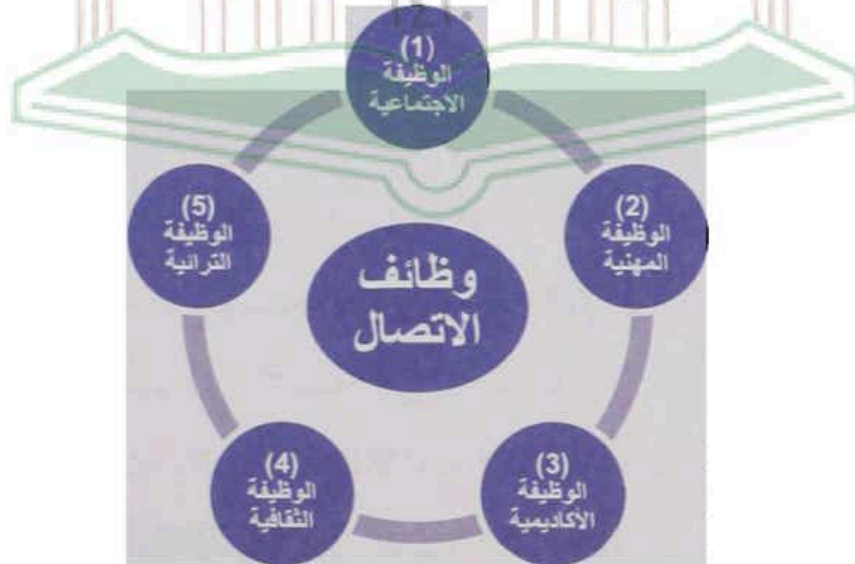 (1)
الوظيفة
الاجتماعية
(2)
الوظيفة
المهنية
(3)
الوظيفة
الأكاديمية
(4)
الوظيفة
الثقافية
(5)
الوظيفة
التراثية
وظائف
الاتصال